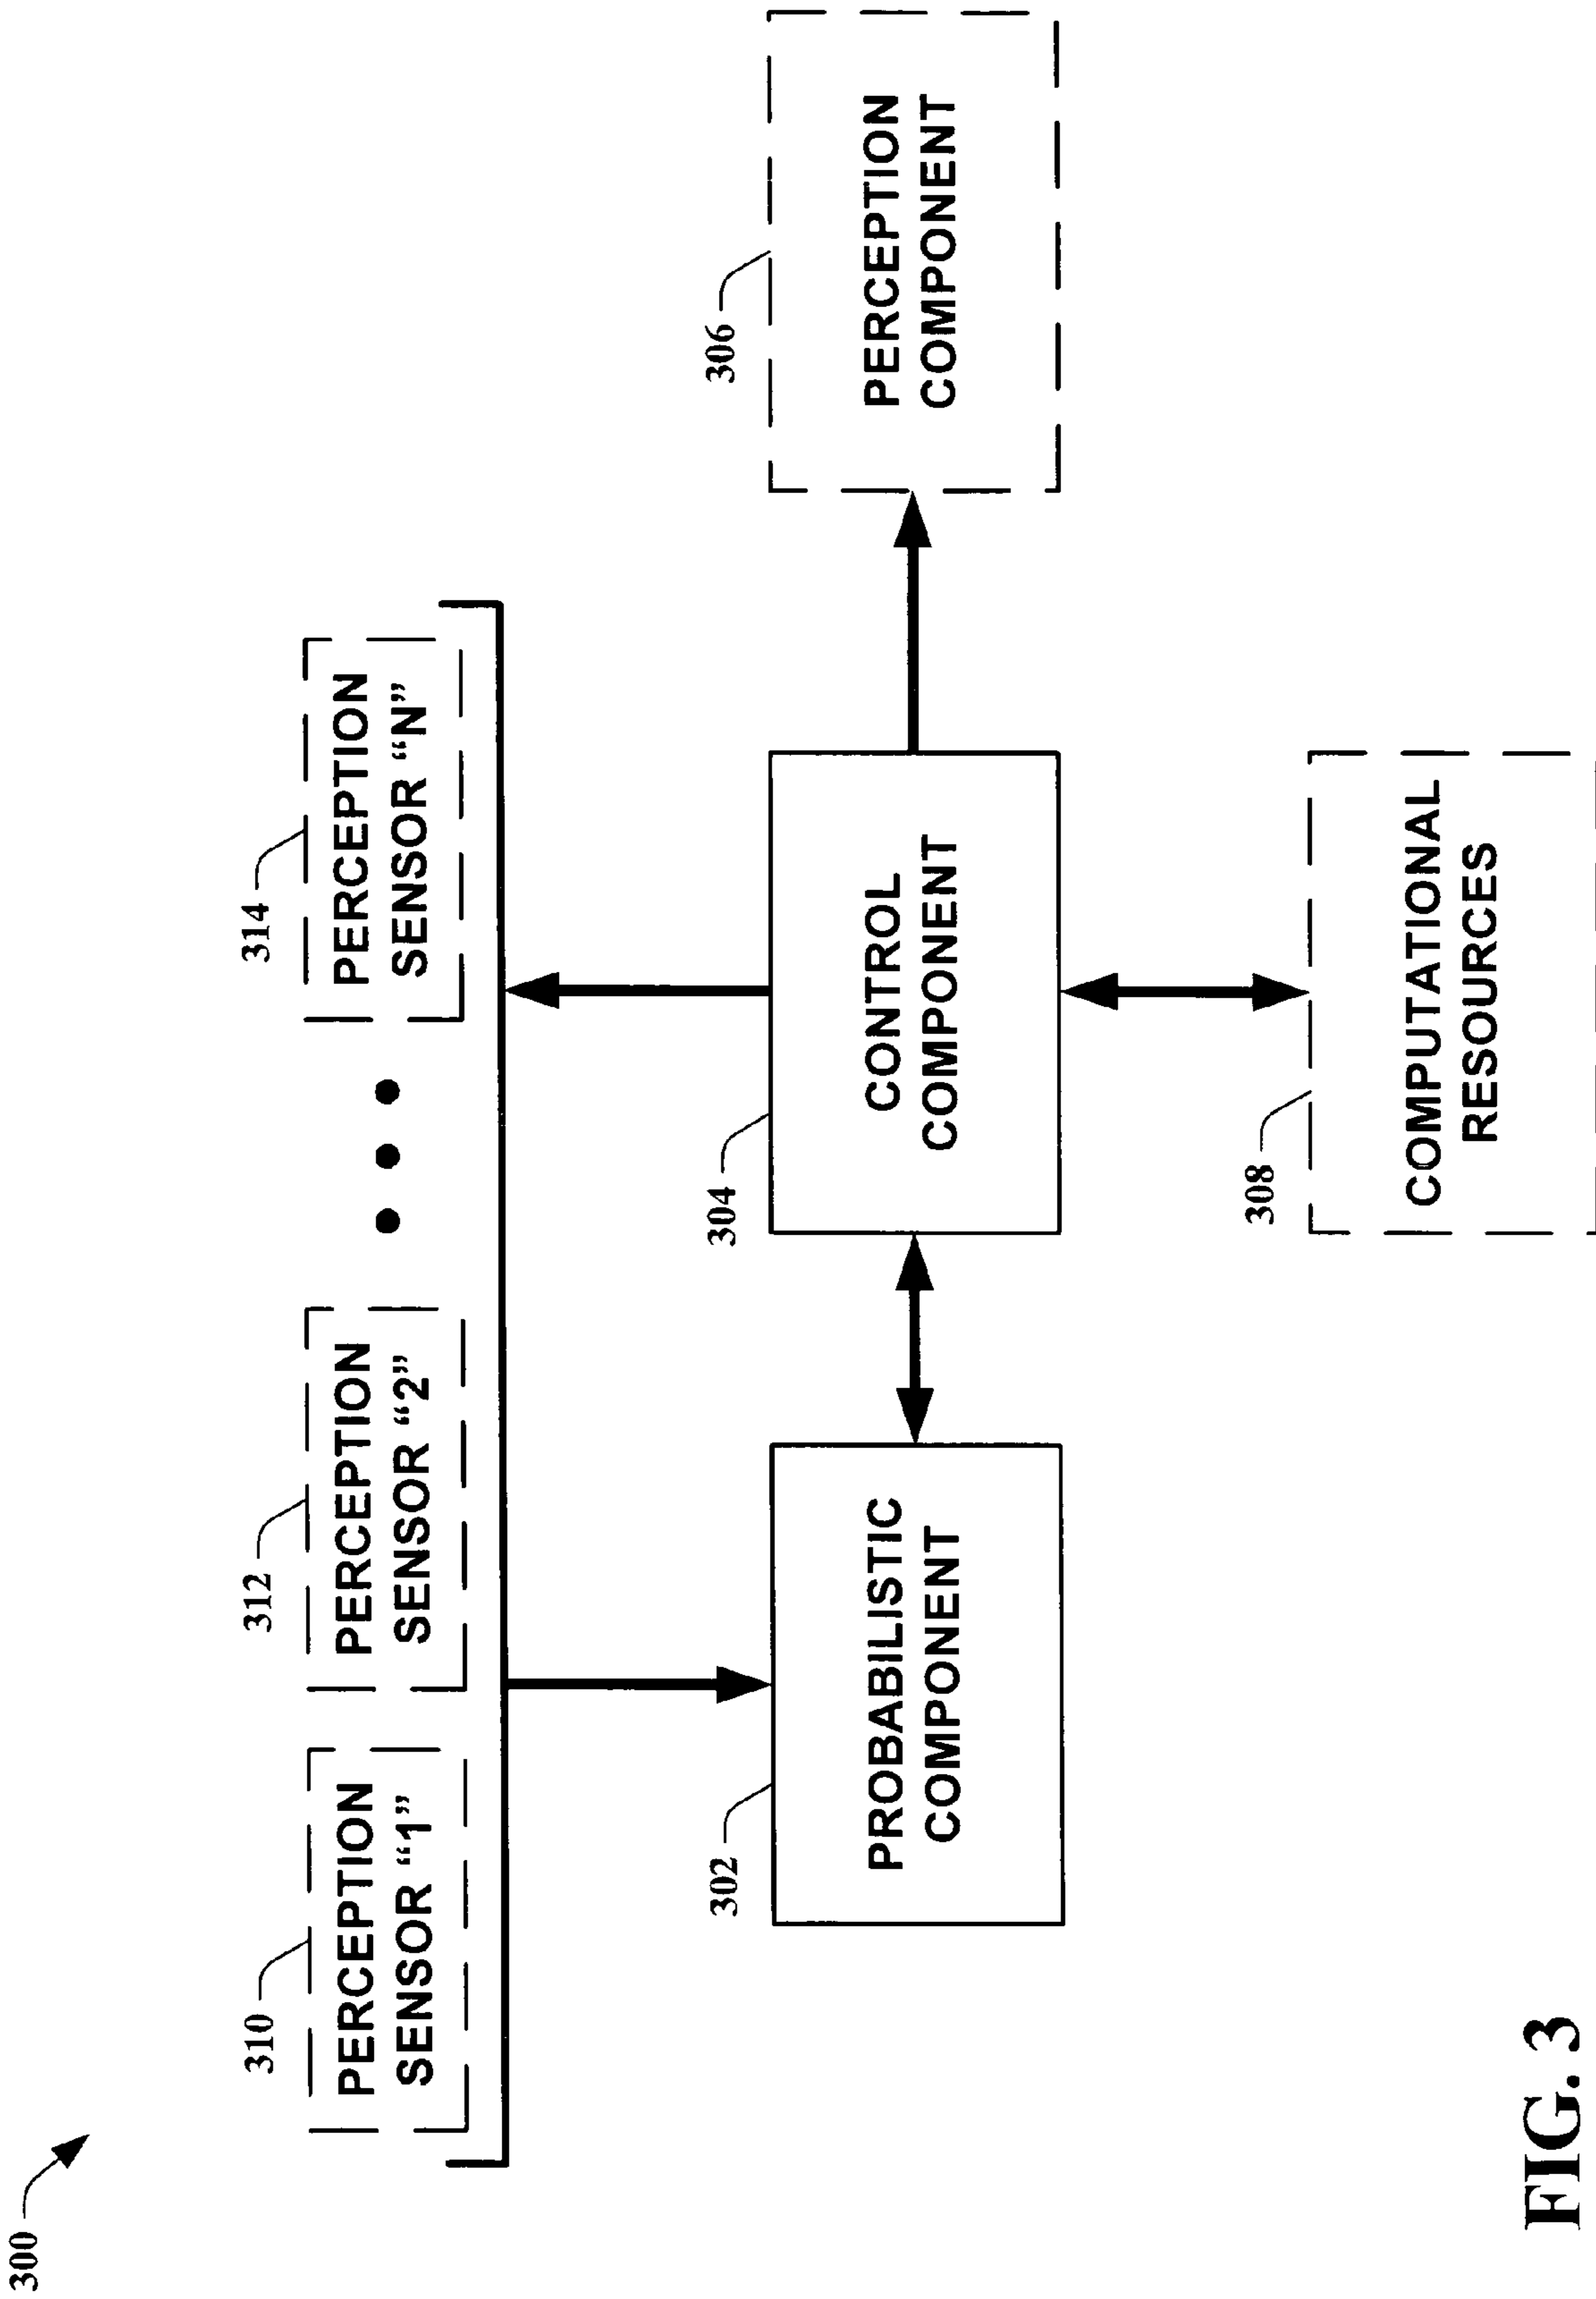 300
310
312
314
PERCEPTION
SENSOR “1”
PERCEPTION
SENSOR “2”
PERCEPTION
SENSOR “N”
302
304
306
PROBABILISTIC
COMPONENT
CONTROL
COMPONENT
PERCEPTION
COMPONENT
308
COMPUTATIONAL
RESOURCES
FIG. 3